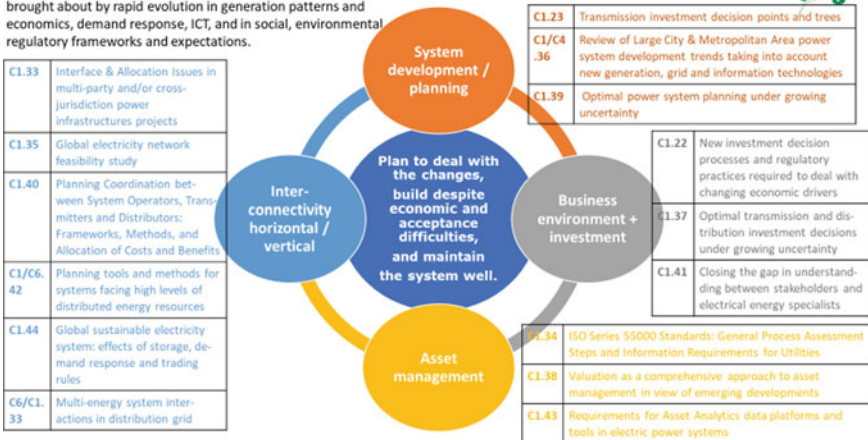 brought about by rapid evolution in generation patterns and
economics, demand response, ICT, and in social, environmental
regulatory frameworks and expectations.
C1.33 Interface & Allocation Issues in
multi-party and/or cross-
jurisdiction power
infrastructures projects
C1.35 Global electricity network
feasibility study
C1.40 Planning Coordination bet-
ween System Operators, Trans-
mitters and Distributors:
Frameworks, Methods, and
Allocation of Costs and Benefits
C1/C6.
42 Planning tools and methods for
systems facing high levels of
distributed energy resources
C1.44 Global sustainable electricity
system: effects of storage, de-
mand response and trading
rules
C6/C1.
33 Multi-energy system inter-
actions in distribution grid
System
development /
planning
Inter-
connectivity
horizontal /
vertical
Plan to deal with
the changes,
build despite
economic and
acceptance
difficulties,
and maintain
the system well.
Business
environment +
investment
Asset
management
C1.23 Transmission investment decision points and trees
C1/C4
.36 Review of Large City & Metropolitan Area power
system development trends taking into account
new generation, grid and information technologies
C1.39 Optimal power system planning under growing
uncertainty
C1.22 New investment decision
processes and regulatory
practices required to deal with
changing economic drivers
C1.37 Optimal transmission and dis-
tribution investment decisions
under growing uncertainty
C1.41 Closing the gap in understan-
ding between stakeholders and
electrical energy specialists
C1.34 ISO Series 55000 Standards: General Process Assessment
Steps and Information Requirements for Utilities
C1.38 Valuation as a comprehensive approach to asset
management in view of emerging developments
C1.43 Requirements for Asset Analytics data platforms and
tools in electric power systems